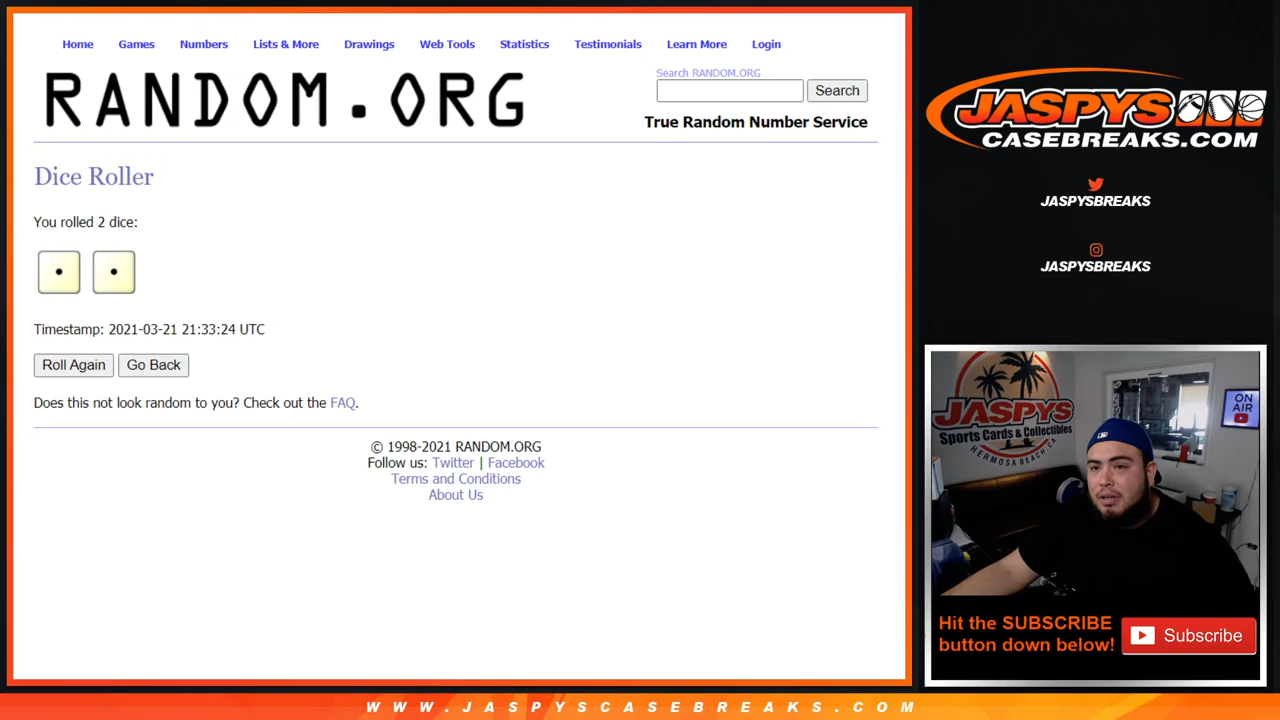 Home Games Numbers Lists & More Drawings Web Tools Statistics Testimonials Learn More Login
RANDOM.ORG
Search RANDOM.ORG
Search
True Random Number Service
Dice Roller
You rolled 2 dice:
Timestamp: 2021-03-21 21:33:24 UTC
Roll Again Go Back
Does this not look random to you? Check out the FAQ.
© 1998-2021 RANDOM.ORG
Follow us: Twitter | Facebook
Terms and Conditions
About Us
JASPYS
CASEBREAKS.COM
JASPYSBREAKS
JASPYSBREAKS
JASPYS
Sports Cards & Collectibles
HERMOSA BEACH CA
ON
AIR
Hit the SUBSCRIBE
button down below!
Subscribe
WWW.JASPYSCASEBREAKS.COM